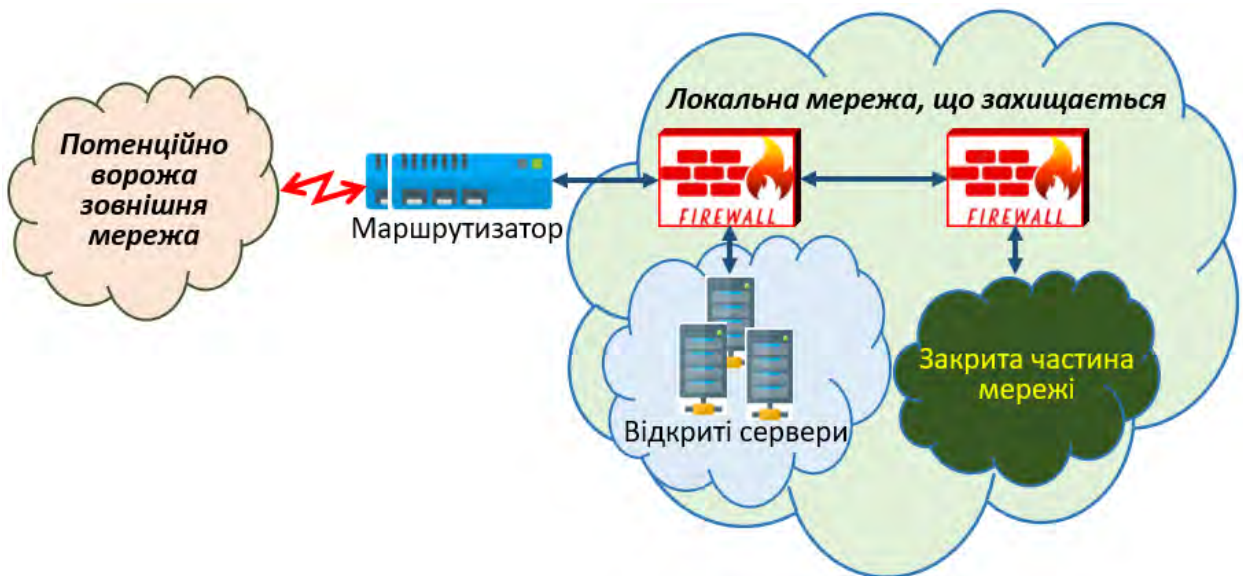 Локальна мережа, що захищається
Потенційно
ворожа
зовнішня
мережа
Маршрутизатор
FIREWALL
FIREWALL
Відкриті сервери
Закрита частина
мережі